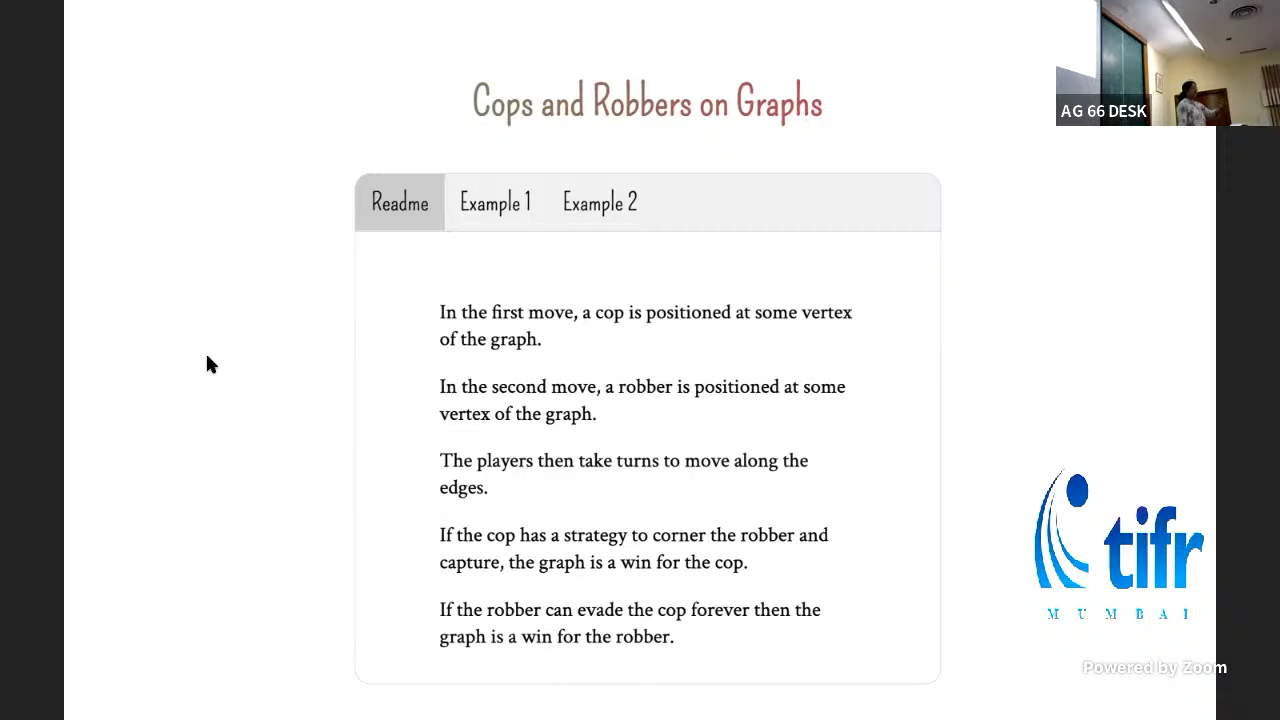 Cops and Robbers on Graphs
AG 66 DESK
Readme
Example 1
Example 2
In the first move, a cop is positioned at some vertex
of the graph.
In the second move, a robber is positioned at some
vertex of the graph.
The players then take turns to move along the
edges.
If the cop has a strategy to corner the robber and
capture, the graph is a win for the cop.
If the robber can evade the cop forever then the
graph is a win for the robber.
tifr
MUMBAI
Powered by Zoom